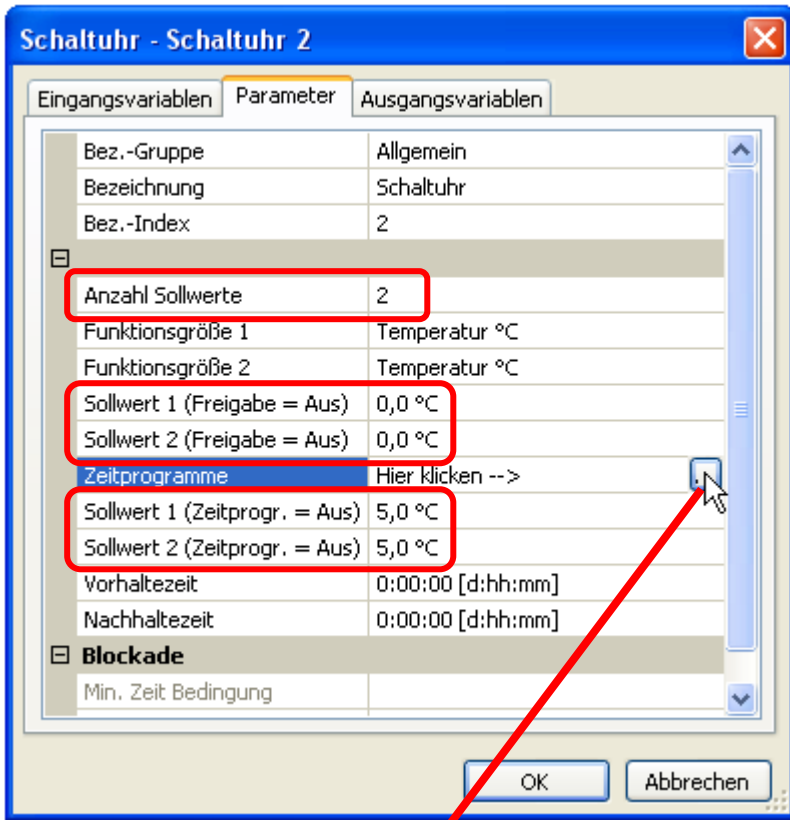 Schaltuhr - Schaltuhr 2
Eingangsvariablen Parameter Ausgangsvariablen
Bez.-Gruppe Allgemein
Bezeichnung Schaltuhr
Bez.-Index 2
Anzahl Sollwerte 2
Funktionsgröße 1 Temperatur °C
Funktionsgröße 2 Temperatur °C
Sollwert 1 (Freigabe = Aus) 0,0 °C
Sollwert 2 (Freigabe = Aus) 0,0 °C
Zeitprogramme Hier klicken -->
Sollwert 1 (Zeitprogr. = Aus) 5,0 °C
Sollwert 2 (Zeitprogr. = Aus) 5,0 °C
Vorhaltezeit 0:00:00 [d:hh:mm]
Nachhaltezeit 0:00:00 [d:hh:mm]
Blockade
Min. Zeit Bedingung
OK Abbrechen